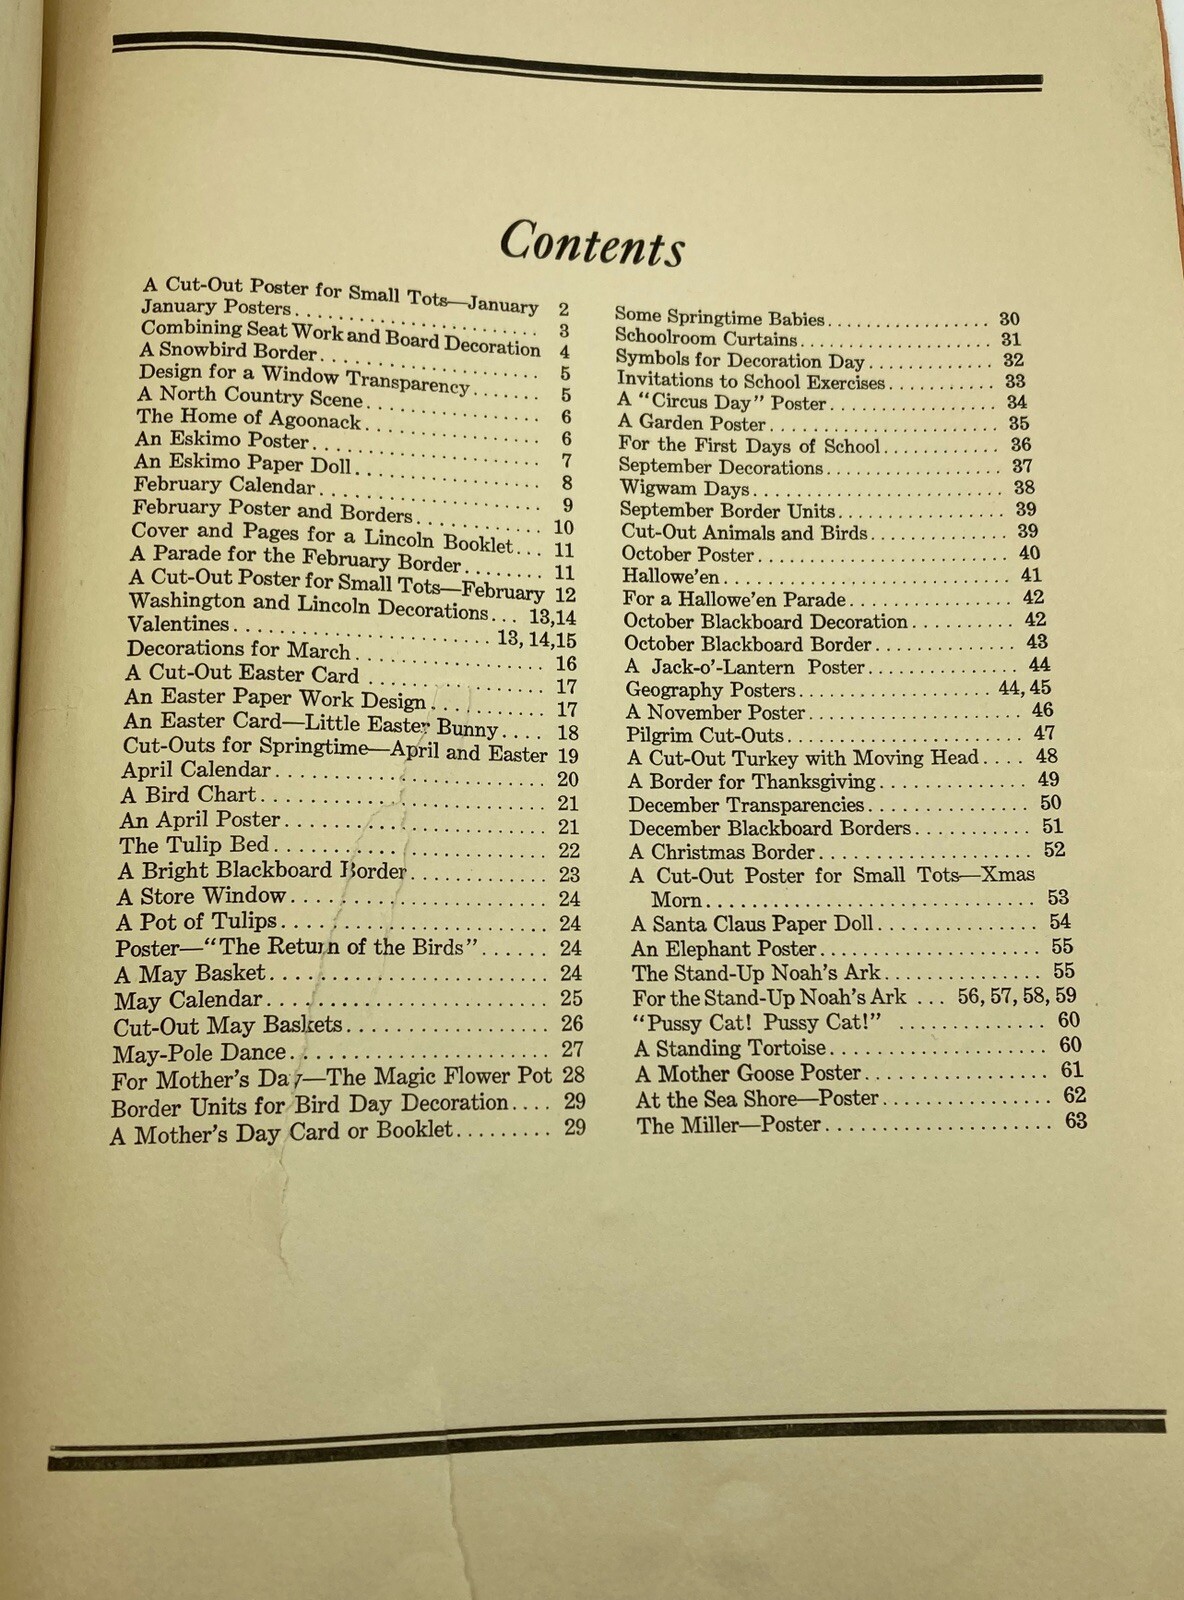 Contents
A Cut-Out Poster for Small Tots—January 2
January Posters.......................... 3
Combining Seat Work and Board Decoration 4
A Snowbird Border....................... 5
Design for a Window Transparency....... 5
A North Country Scene.................. 6
The Home of Agoonack.................. 6
An Eskimo Poster....................... 7
An Eskimo Paper Doll................... 8
February Calendar....................... 9
February Poster and Borders............. 10
Cover and Pages for a Lincoln Booklet... 11
A Parade for the February Border........ 11
A Cut-Out Poster for Small Tots—February 12
Washington and Lincoln Decorations... 13,14
Valentines.......................... 13, 14,15
Decorations for March................... 16
A Cut-Out Easter Card .................. 17
An Easter Paper Work Design............ 17
An Easter Card—Little Easter Bunny.... 18
Cut-Outs for Springtime—April and Easter 19
April Calendar........................... 20
A Bird Chart............................. 21
An April Poster.......................... 21
The Tulip Bed........................... 22
A Bright Blackboard Border.............. 23
A Store Window.......................... 24
A Pot of Tulips........................... 24
Poster—“The Return of the Birds”....... 24
A May Basket............................ 24
May Calendar............................ 25
Cut-Out May Baskets.................... 26
May-Pole Dance......................... 27
For Mother's Day—The Magic Flower Pot 28
Border Units for Bird Day Decoration.... 29
A Mother's Day Card or Booklet.......... 29
Some Springtime Babies................. 30
Schoolroom Curtains.................... 31
Symbols for Decoration Day............. 32
Invitations to School Exercises........... 33
A “Circus Day” Poster................. 34
A Garden Poster........................ 35
For the First Days of School............ 36
September Decorations.................. 37
Wigwam Days.......................... 38
September Border Units................. 39
Cut-Out Animals and Birds.............. 39
October Poster.......................... 40
Hallowe'en............................. 41
For a Hallowe'en Parade................. 42
October Blackboard Decoration.......... 42
October Blackboard Border.............. 43
A Jack-o'-Lantern Poster................ 44
Geography Posters.................... 44,45
A November Poster...................... 46
Pilgrim Cut-Outs........................ 47
A Cut-Out Turkey with Moving Head.... 48
A Border for Thanksgiving............... 49
December Transparencies................ 50
December Blackboard Borders............ 51
A Christmas Border...................... 52
A Cut-Out Poster for Small Tots—Xmas
Morn................................. 53
A Santa Claus Paper Doll................ 54
An Elephant Poster...................... 55
The Stand-Up Noah's Ark................ 55
For the Stand-Up Noah's Ark ... 56, 57, 58, 59
“Pussy Cat! Pussy Cat!” ............... 60
A Standing Tortoise...................... 60
A Mother Goose Poster................... 61
At the Sea Shore—Poster................. 62
The Miller—Poster....................... 63